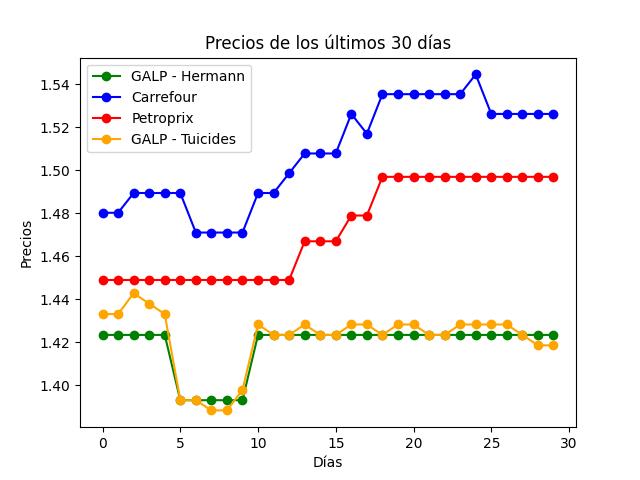 Precios de los últimos 30 días
GALP - Hermann
Carrefour
Petroprix
GALP - Tuicides
1.54
1.52
1.50
1.48
1.46
1.44
1.42
1.40
Precios
0 5 10 15 20 25 30
Días